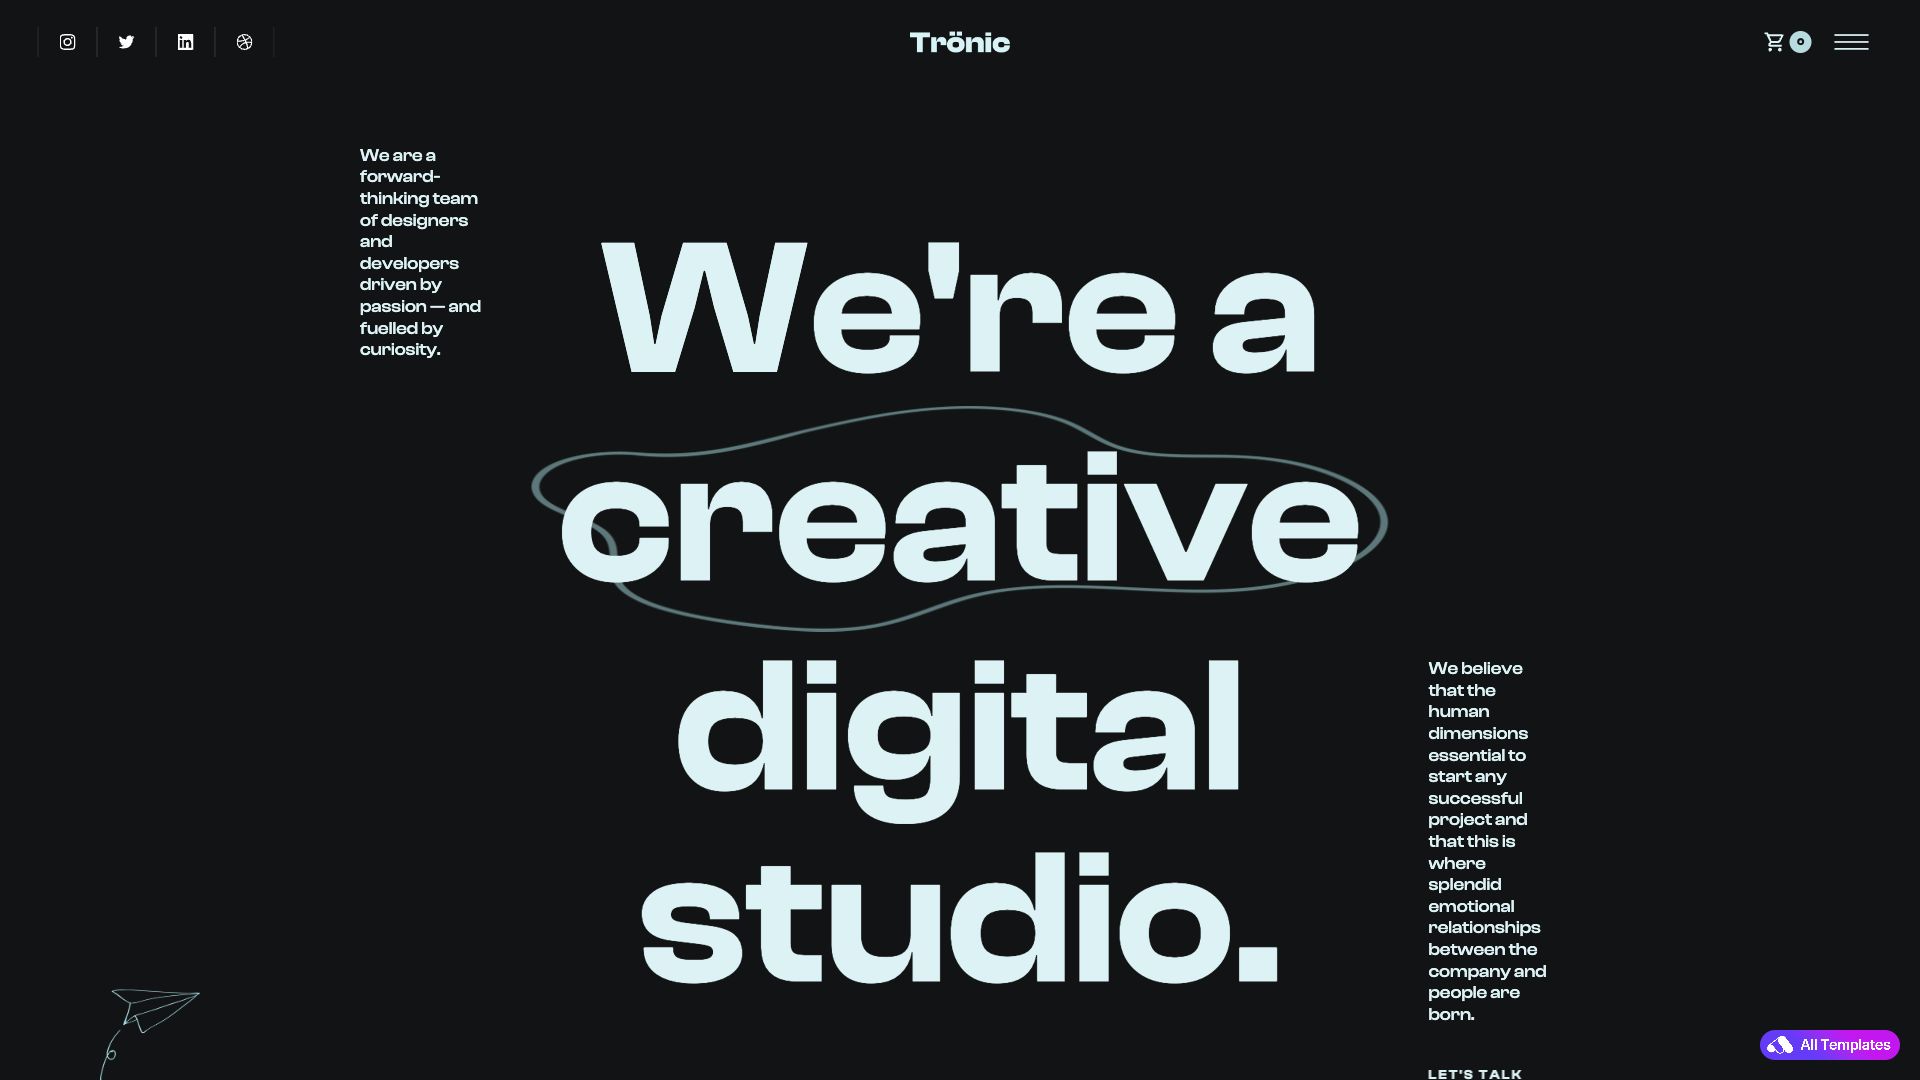 Trönic
0
We are a
forward-
thinking team
of designers
and
developers
driven by
passion — and
fuelled by
curiosity.
We're a
creative
digital
studio.
We believe
that the
human
dimensions
essential to
start any
successful
project and
that this is
where
splendid
emotional
relationships
between the
company and
people are
born.
LET'S TALK
All Templates